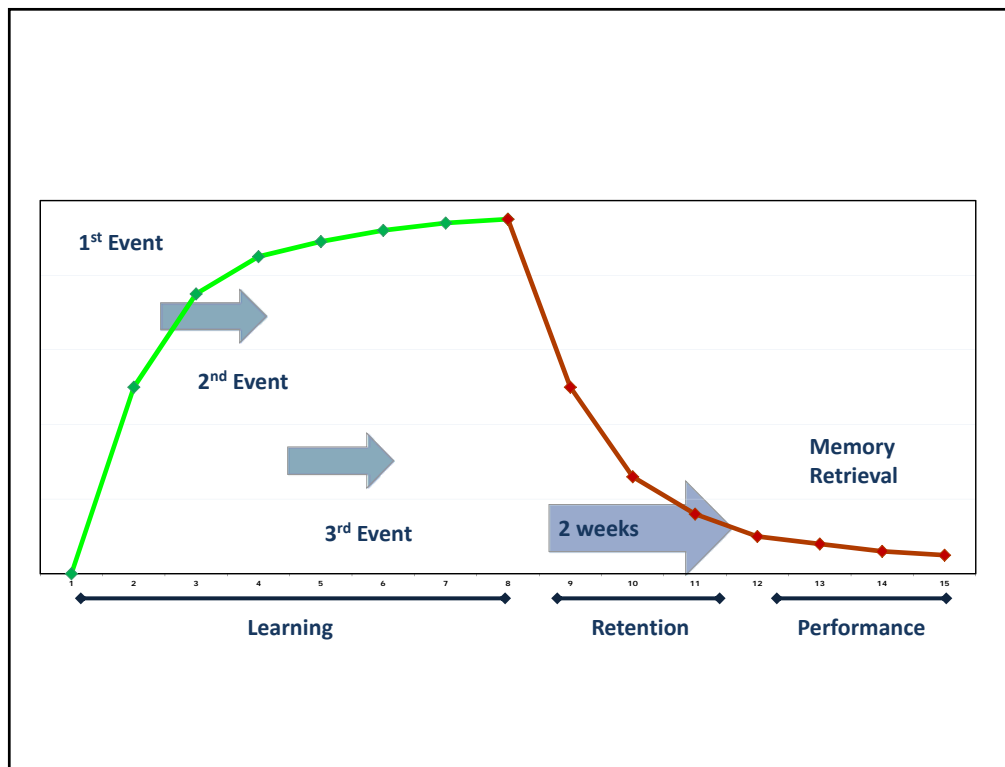 1st Event
2nd Event
3rd Event
2 weeks
Memory
Retrieval
1 2 3 4 5 6 7 8 9 10 11 12 13 14 15
Learning Retention Performance